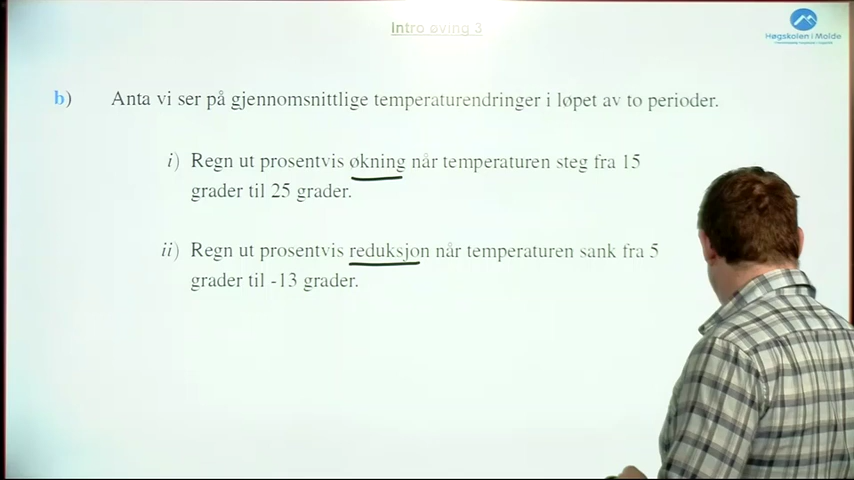 Intro øving 3
Høgskolen i Molde
b) Anta vi ser på gjennomsnittlige temperaturendringer i løpet av to perioder.
i) Regn ut prosentvis økning når temperaturen steg fra 15
grader til 25 grader.
ii) Regn ut prosentvis reduksjon når temperaturen sank fra 5
grader til -13 grader.